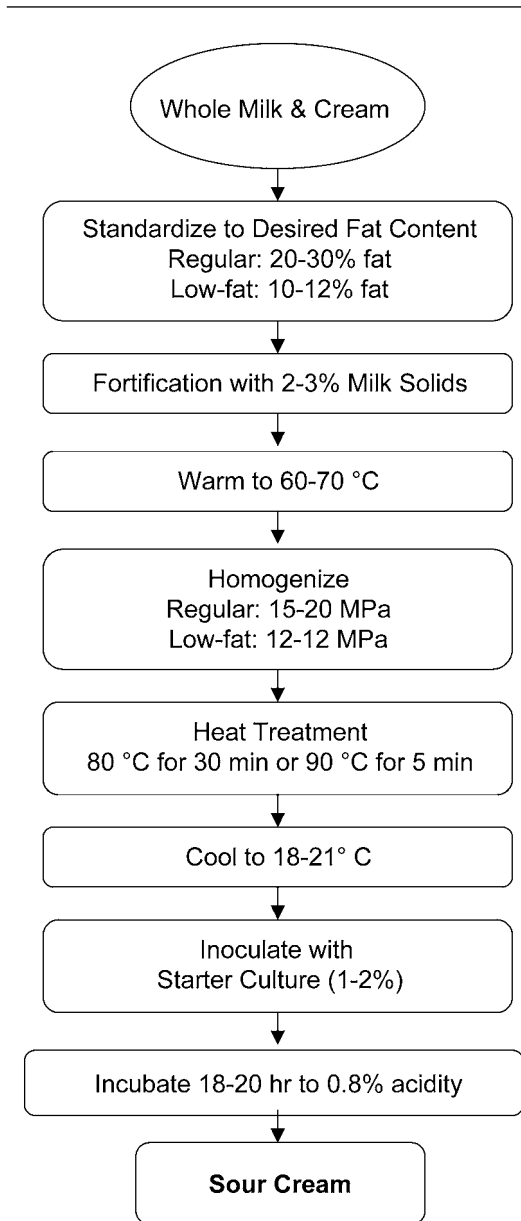 Whole Milk & Cream
Standardize to Desired Fat Content
Regular: 20-30% fat
Low-fat: 10-12% fat
Fortification with 2-3% Milk Solids
Warm to 60-70 °C
Homogenize
Regular: 15-20 MPa
Low-fat: 12-12 MPa
Heat Treatment
80 °C for 30 min or 90 °C for 5 min
Cool to 18-21° C
Inoculate with
Starter Culture (1-2%)
Incubate 18-20 hr to 0.8% acidity
Sour Cream